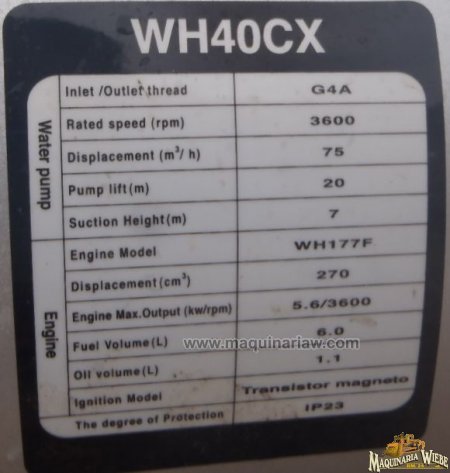 WH40CX
Water pump
Inlet /Outlet thread G4A
Rated speed (rpm) 3600
Displacement (m³/ h) 75
Pump lift(m) 20
Suction Height(m) 7
Engine
Engine Model WH177F
Displacement (cm³) 270
Engine Max.Output (kw/rpm) 5.6/3600
Fuel Volume(L) 6.0
Oil volume(L) 1.1
Ignition Model Transistor magneto
The degree of Protection IP23
www.maquinariaw.com
MAQUINARIA WIEBE